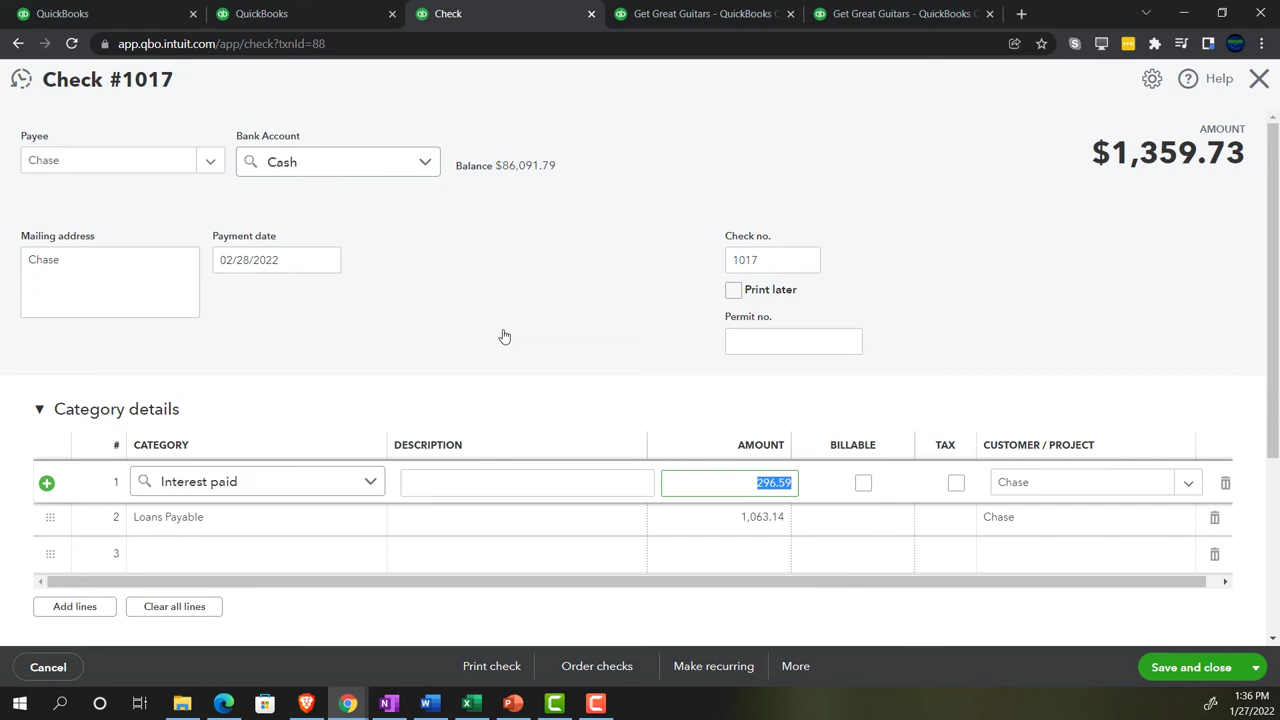 QuickBooks
QuickBooks
Check
Get Great Guitars - QuickBooks
Get Great Guitars - QuickBooks
app.qbo.intuit.com/app/check?txnId=88
Check #1017
Help
Payee
Bank Account
AMOUNT
Chase
Cash
Balance $86,091.79
$1,359.73
Mailing address
Payment date
Check no.
Chase
02/28/2022
1017
Print later
Permit no.
Category details
# CATEGORY DESCRIPTION AMOUNT BILLABLE TAX CUSTOMER / PROJECT
1 Interest paid 296.59 Chase
2 Loans Payable 1,063.14 Chase
3
Add lines
Clear all lines
Cancel
Print check
Order checks
Make recurring
More
Save and close
1:36 PM
1/27/2022